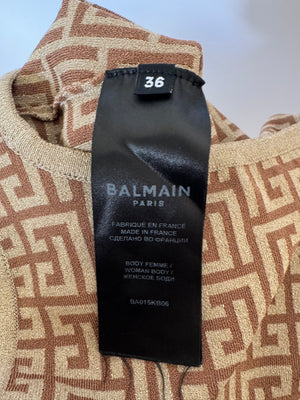 36
BALMAIN
PARIS
FABRIQUE EN FRANCE
MADE IN FRANCE
СДЕЛАНО ВО ФРАНЦИИ
BODY FEMME /
WOMAN BODY /
ЖЕНСКОЕ БОДИ
BA015KB06